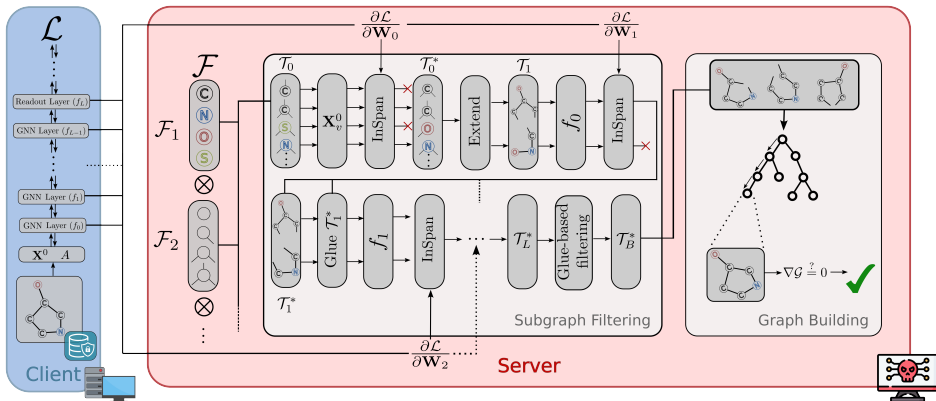 ℒ
Readout Layer (f_L)
GNN Layer (f_{L−1})
GNN Layer (f_1)
GNN Layer (f_0)
X^0 A
O
C
C
C
C
N
Client
∂ℒ/∂W_0
∂ℒ/∂W_1
ℱ
ℱ_1
C
N
O
S
⊗
ℱ_2
⊗
⋮
𝒯_0
C
C
S
N
⋮
X_v^0
InSpan
𝒯_0^*
C
C
O
N
⋮
Extend
𝒯_1
f_0
InSpan
𝒯_1^*
Glue 𝒯_1^*
f_1
InSpan
⋯
𝒯_L^*
Glue-based
filtering
𝒯_B^*
Subgraph Filtering
∂ℒ/∂W_2
Server
∇𝒢 ≟ 0
Graph Building